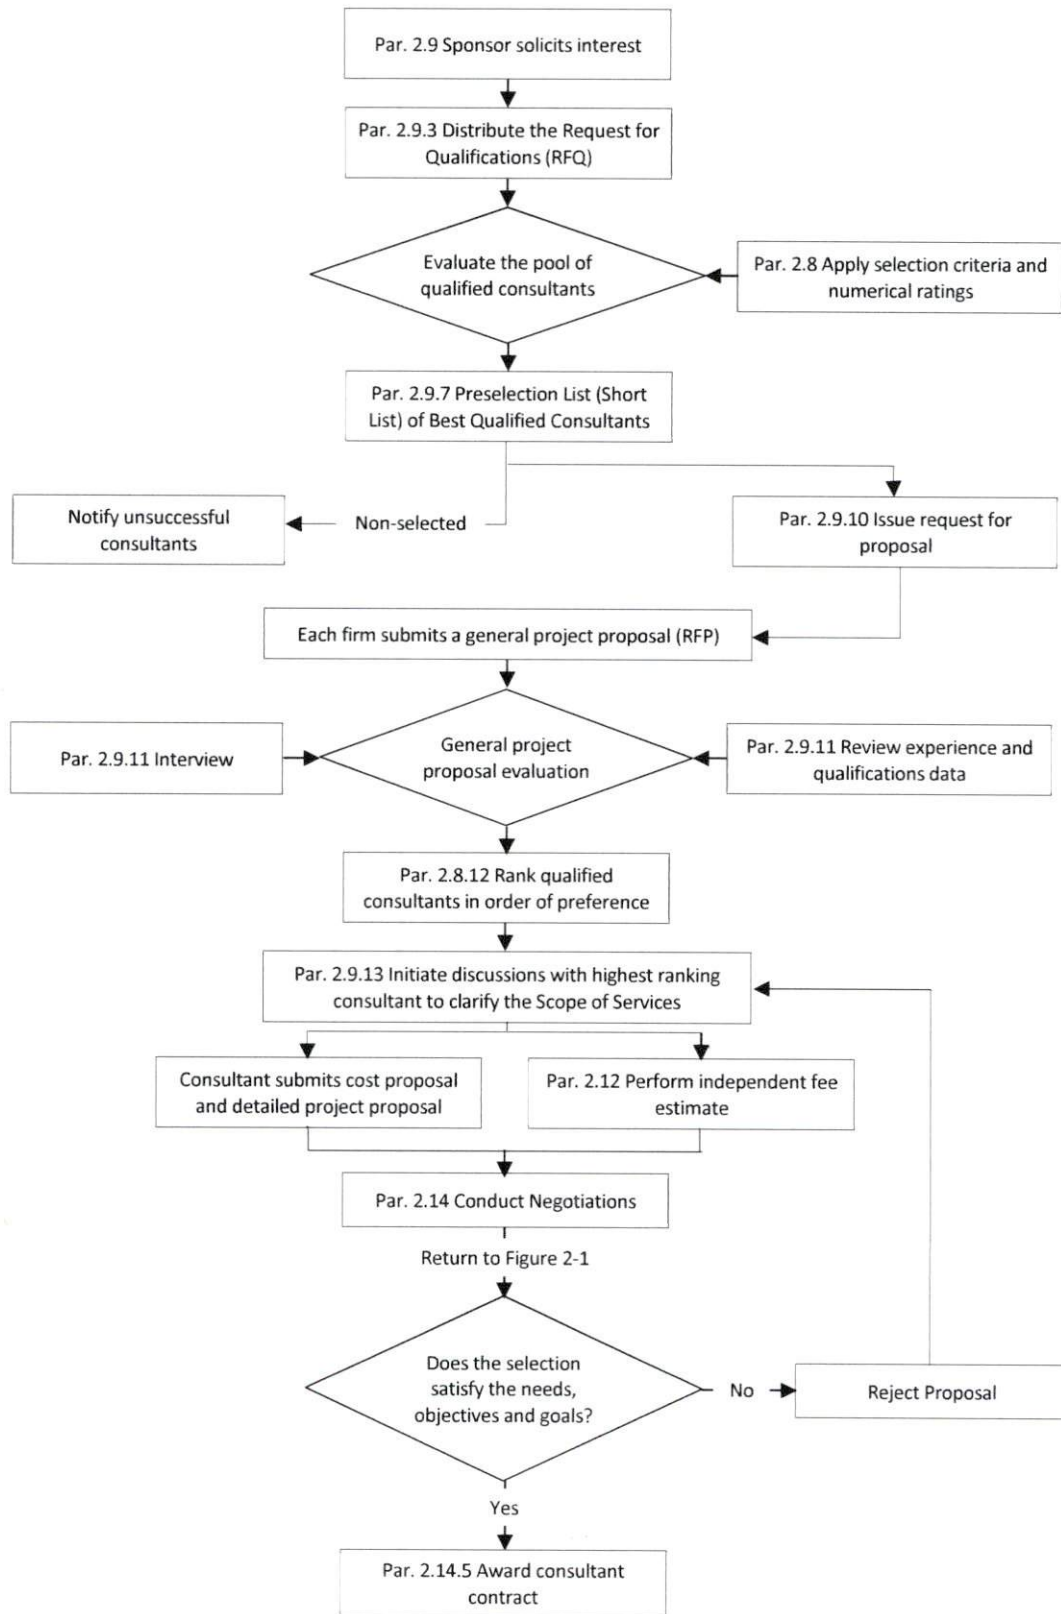 Par. 2.9 Sponsor solicits interest
Par. 2.9.3 Distribute the Request for
Qualifications (RFQ)
Evaluate the pool of
qualified consultants
Par. 2.8 Apply selection criteria and
numerical ratings
Par. 2.9.7 Preselection List (Short
List) of Best Qualified Consultants
Notify unsuccessful
consultants
Non-selected
Par. 2.9.10 Issue request for
proposal
Each firm submits a general project proposal (RFP)
Par. 2.9.11 Interview
General project
proposal evaluation
Par. 2.9.11 Review experience and
qualifications data
Par. 2.8.12 Rank qualified
consultants in order of preference
Par. 2.9.13 Initiate discussions with highest ranking
consultant to clarify the Scope of Services
Consultant submits cost proposal
and detailed project proposal
Par. 2.12 Perform independent fee
estimate
Par. 2.14 Conduct Negotiations
Return to Figure 2-1
Does the selection
satisfy the needs,
objectives and goals?
No
Reject Proposal
Yes
Par. 2.14.5 Award consultant
contract